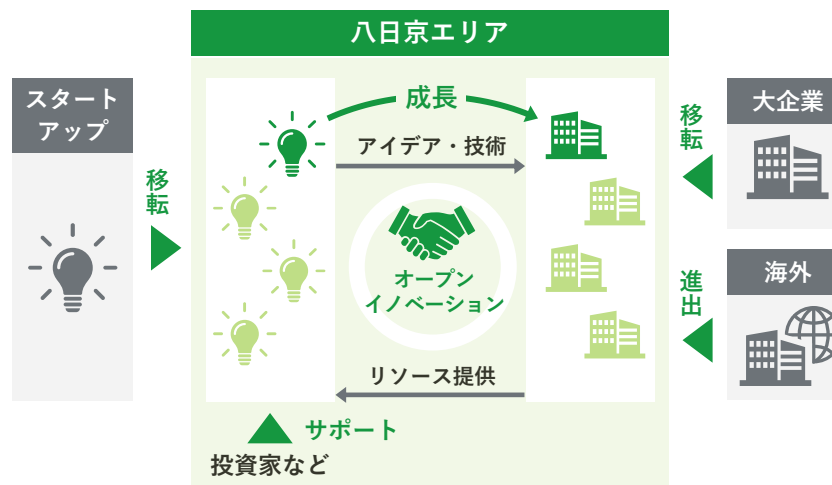 八日京エリア
スタート
アップ
移転
成長
アイデア・技術
オープン
イノベーション
リソース提供
サポート
投資家など
移転
大企業
進出
海外